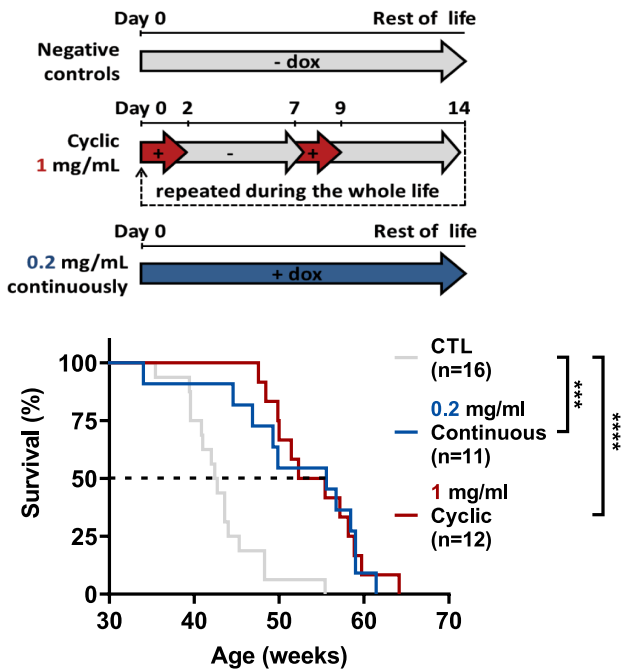 Day 0 Rest of life
Negative
controls
- dox
Day 0 2 7 9 14
Cyclic
1 mg/mL
+ - +
repeated during the whole life
Day 0 Rest of life
0.2 mg/mL
continuously
+ dox
CTL
(n=16)
0.2 mg/ml
Continuous
(n=11)
1 mg/ml
Cyclic
(n=12)
***
****
Survival (%)
100
75
50
25
0
30 40 50 60 70
Age (weeks)